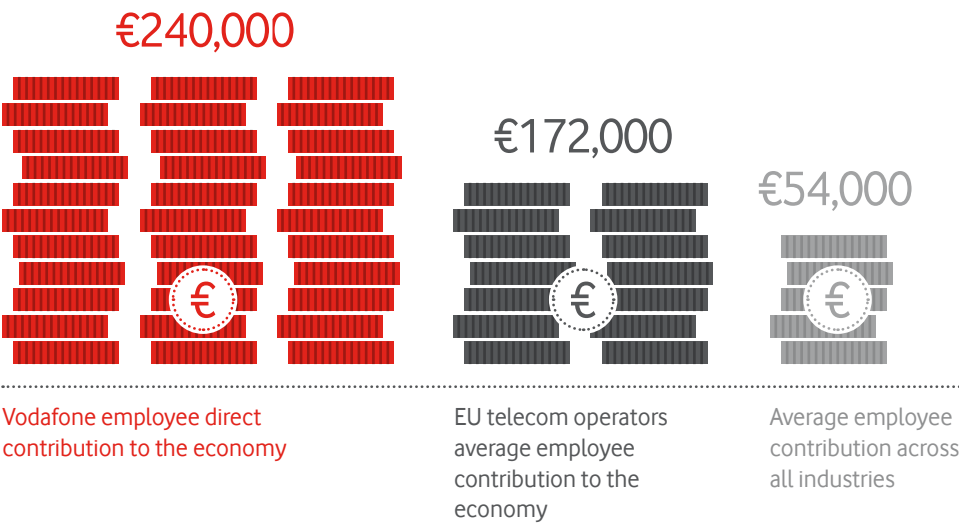 €240,000
€172,000
€54,000
€
€
€
Vodafone employee direct
contribution to the economy
EU telecom operators
average employee
contribution to the
economy
Average employee
contribution across
all industries